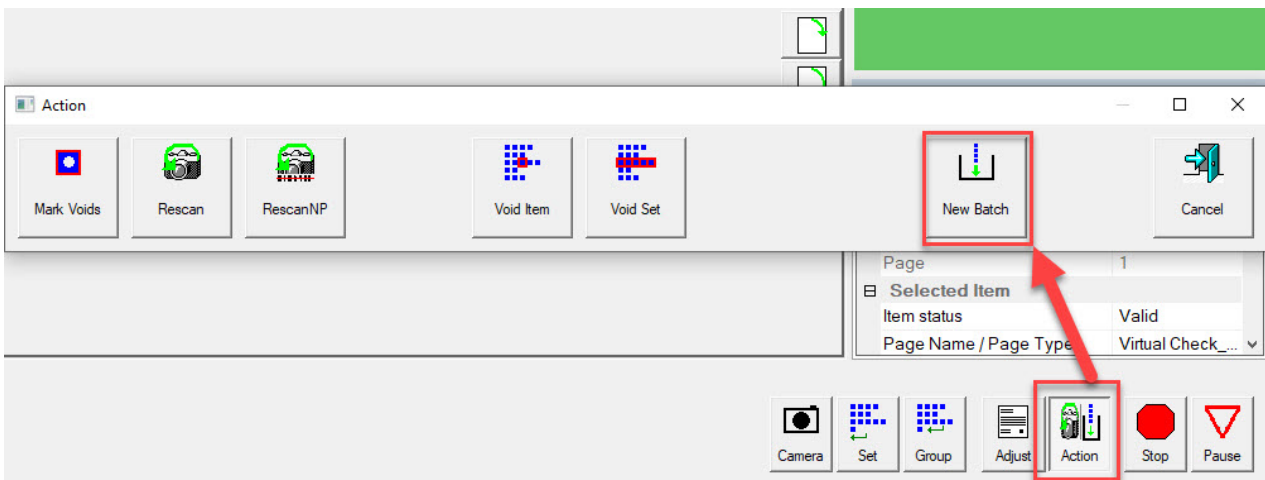 Action
Mark Voids
Rescan
RescanNP
Void Item
Void Set
New Batch
Cancel
Page 1
Selected Item
Item status Valid
Page Name / Page Type Virtual Check_...
Camera
Set
Group
Adjust
Action
Stop
Pause